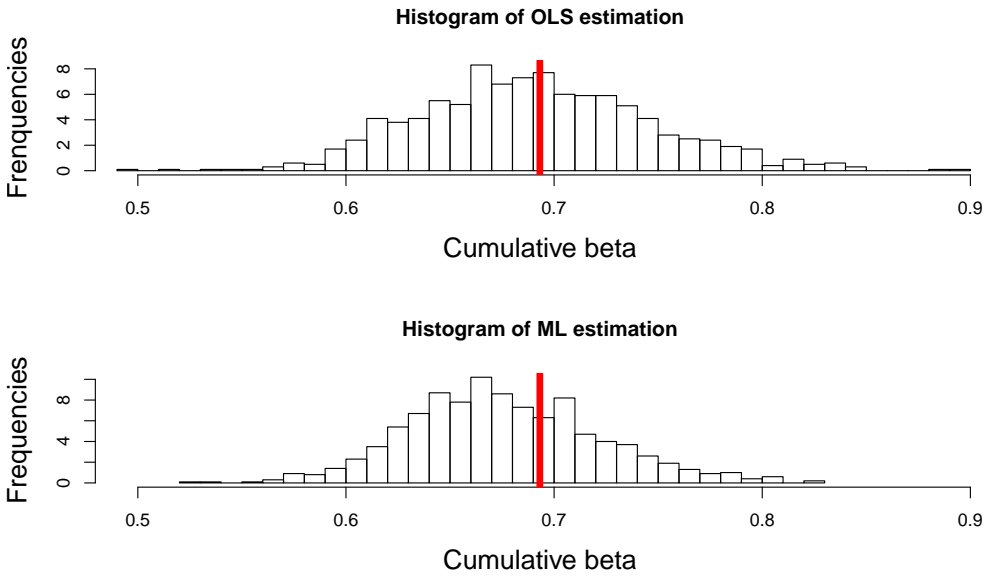 Histogram of OLS estimation
Frenquencies
8
6
4
2
0
0.5 0.6 0.7 0.8 0.9
Cumulative beta
Histogram of ML estimation
Frequencies
8
4
0
0.5 0.6 0.7 0.8 0.9
Cumulative beta